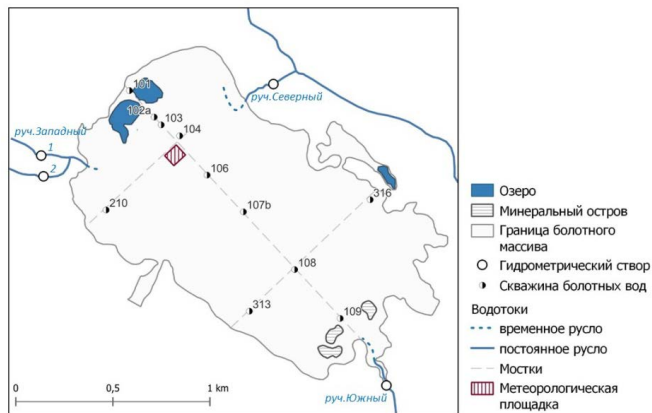 101
102a
103
104
руч.Северный
руч.Западный
1
2
106
210
107b
316
108
313
109
руч.Южный
0
0,5
1 km
Озеро
Минеральный остров
Граница болотного
массива
Гидрометрический створ
Скважина болотных вод
Водотоки
временное русло
постоянное русло
Мостки
Метеорологическая
площадка